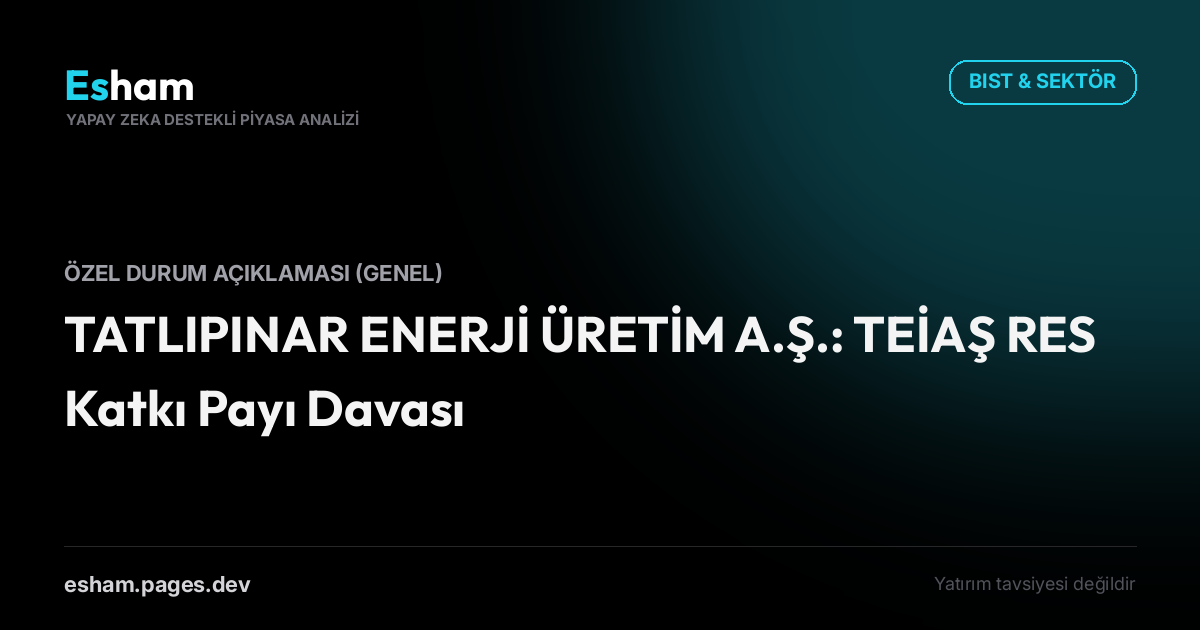 Esham
YAPAY ZEKA DESTEKLİ PİYASA ANALİZİ
BIST & SEKTÖR
ÖZEL DURUM AÇIKLAMASI (GENEL)
TATLIPINAR ENERJİ ÜRETİM A.Ş.: TEİAŞ RES
Katkı Payı Davası
esham.pages.dev
Yatırım tavsiyesi değildir